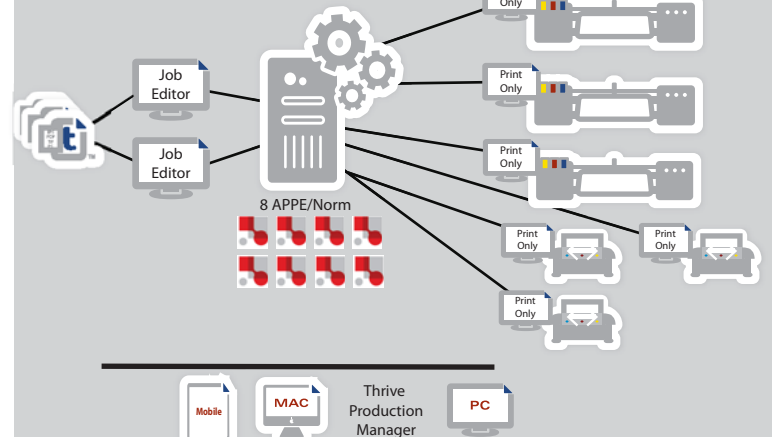 Only
Print
Only
Job
Editor
Job
Editor
t
™
Print
Only
8 APPE/Norm
Print
Only
Print
Only
Print
Only
Mobile
MAC
Thrive
Production
Manager
PC